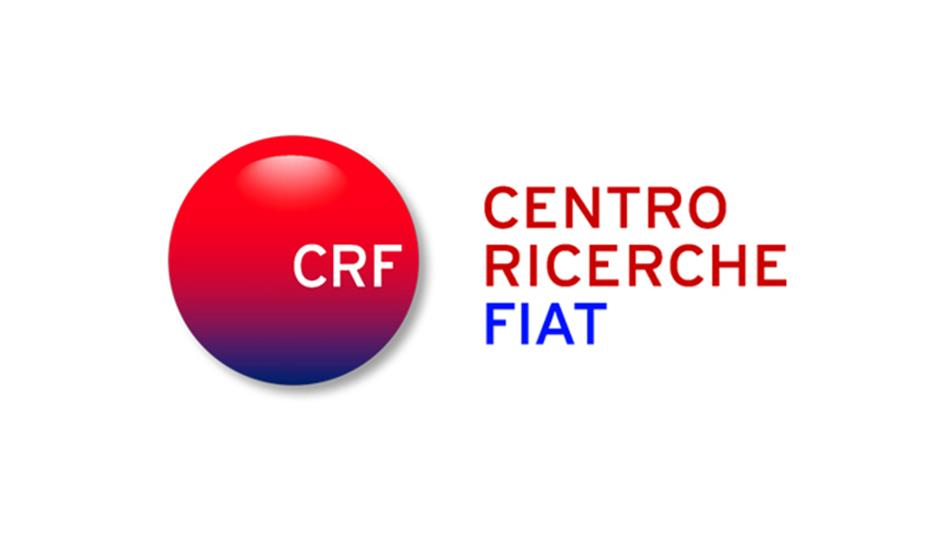 CRF
CENTRO
RICERCHE
FIAT